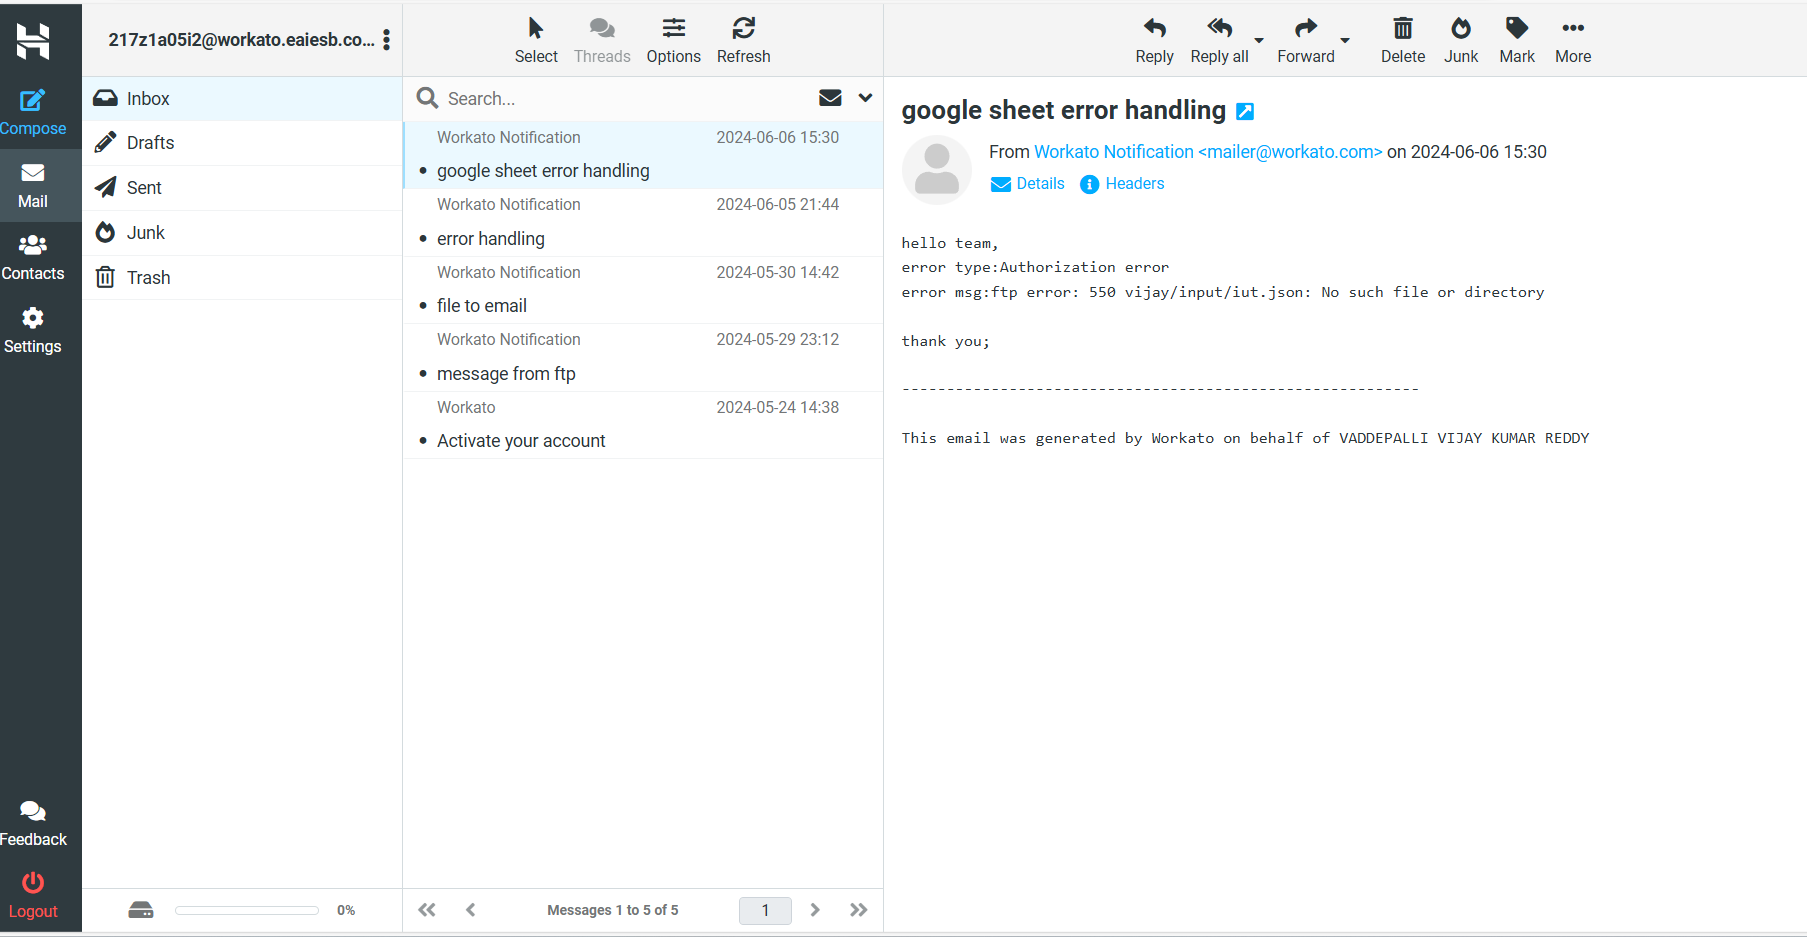 217z1a05i2@workato.eaiesb.co...
Compose
Mail
Contacts
Settings
Feedback
Logout
Inbox
Drafts
Sent
Junk
Trash
0%
Select Threads Options Refresh
Search...
Workato Notification 2024-06-06 15:30
• google sheet error handling
Workato Notification 2024-06-05 21:44
• error handling
Workato Notification 2024-05-30 14:42
• file to email
Workato Notification 2024-05-29 23:12
• message from ftp
Workato 2024-05-24 14:38
• Activate your account
Messages 1 to 5 of 5 1
Reply Reply all Forward Delete Junk Mark More
google sheet error handling
From Workato Notification <mailer@workato.com> on 2024-06-06 15:30
Details Headers
hello team,
error type:Authorization error
error msg:ftp error: 550 vijay/input/iut.json: No such file or directory
thank you;
----------------------------------------------------------
This email was generated by Workato on behalf of VADDEPALLI VIJAY KUMAR REDDY